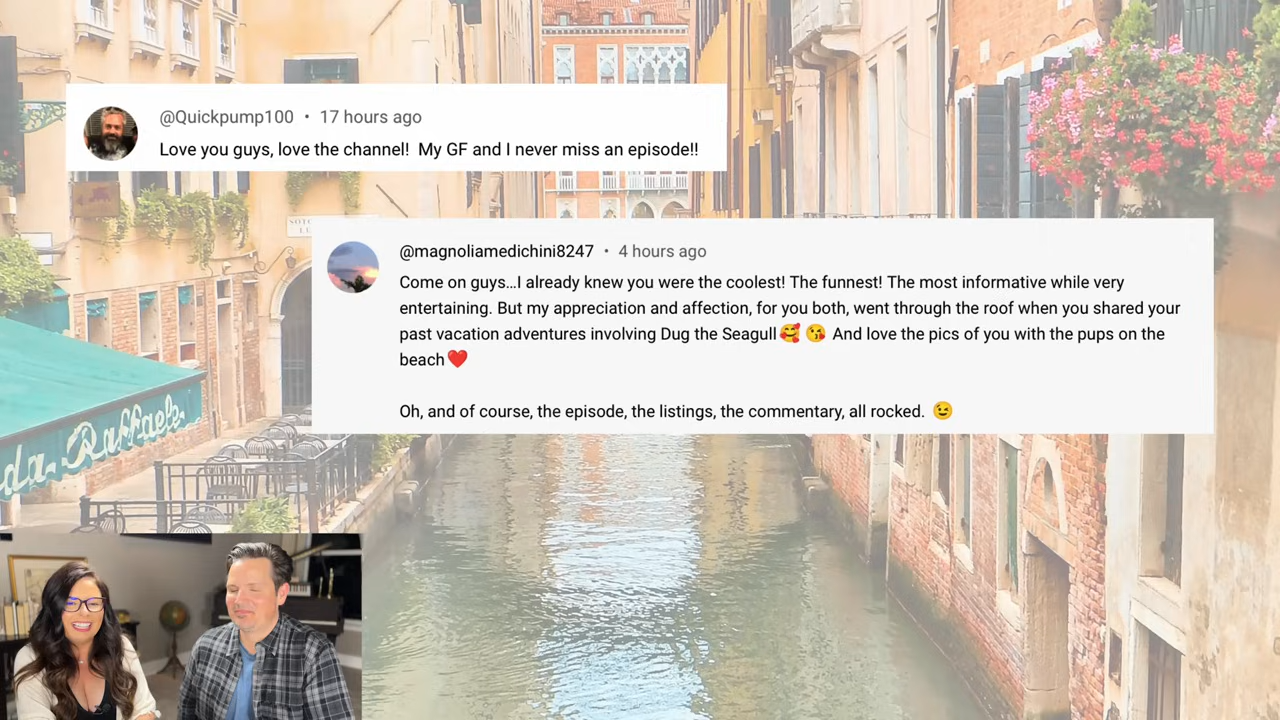 @Quickpump100 • 17 hours ago
Love you guys, love the channel!  My GF and I never miss an episode!!
@magnoliamedichini8247 • 4 hours ago
Come on guys…I already knew you were the coolest! The funnest! The most informative while very
entertaining. But my appreciation and affection, for you both, went through the roof when you shared your
past vacation adventures involving Dug the Seagull🥰 😘 And love the pics of you with the pups on the
beach❤️
Oh, and of course, the episode, the listings, the commentary, all rocked. 😉
da Raffaele